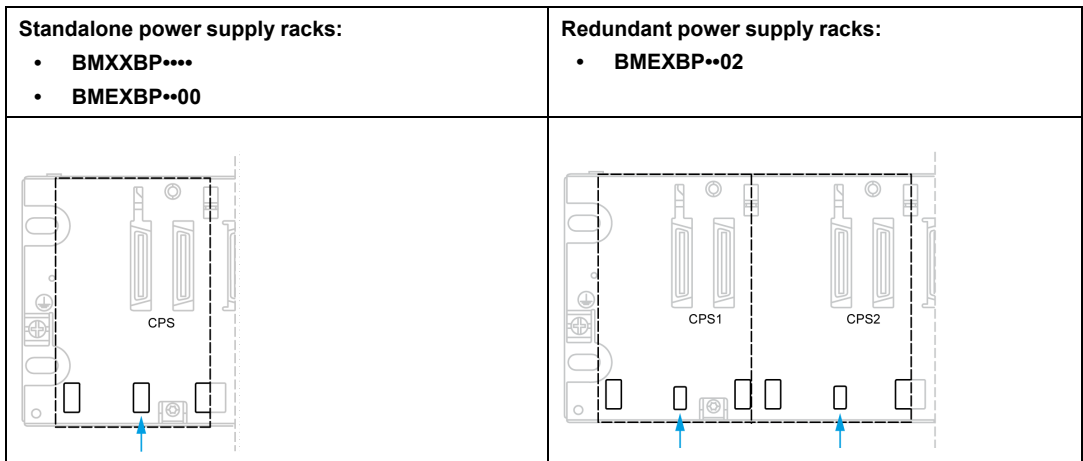 Standalone power supply racks:
• BMXXBP••••
• BMEXBP••00
Redundant power supply racks:
• BMEXBP••02
CPS
CPS1
CPS2